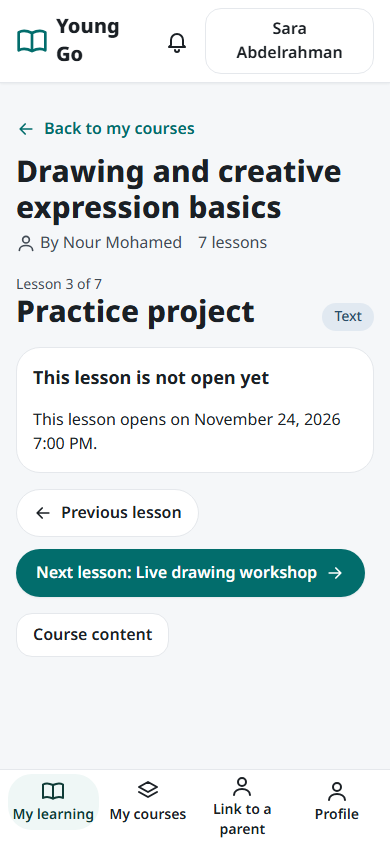 Young
Go
Sara
Abdelrahman
Back to my courses
Drawing and creative
expression basics
By Nour Mohamed 7 lessons
Lesson 3 of 7
Practice project
Text
This lesson is not open yet
This lesson opens on November 24, 2026
7:00 PM.
Previous lesson
Next lesson: Live drawing workshop
Course content
My learning
My courses
Link to a
parent
Profile